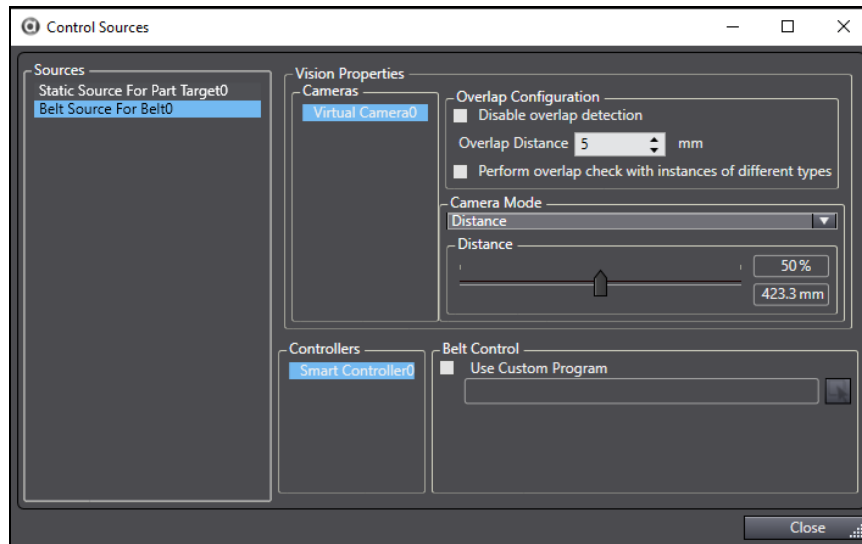 Control Sources
Sources
Static Source For Part Target0
Belt Source For Belt0
Vision Properties
Cameras
Virtual Camera0
Overlap Configuration
Disable overlap detection
Overlap Distance 5 mm
Perform overlap check with instances of different types
Camera Mode
Distance
Distance
50 %
423.3 mm
Controllers
Smart Controller0
Belt Control
Use Custom Program
Close